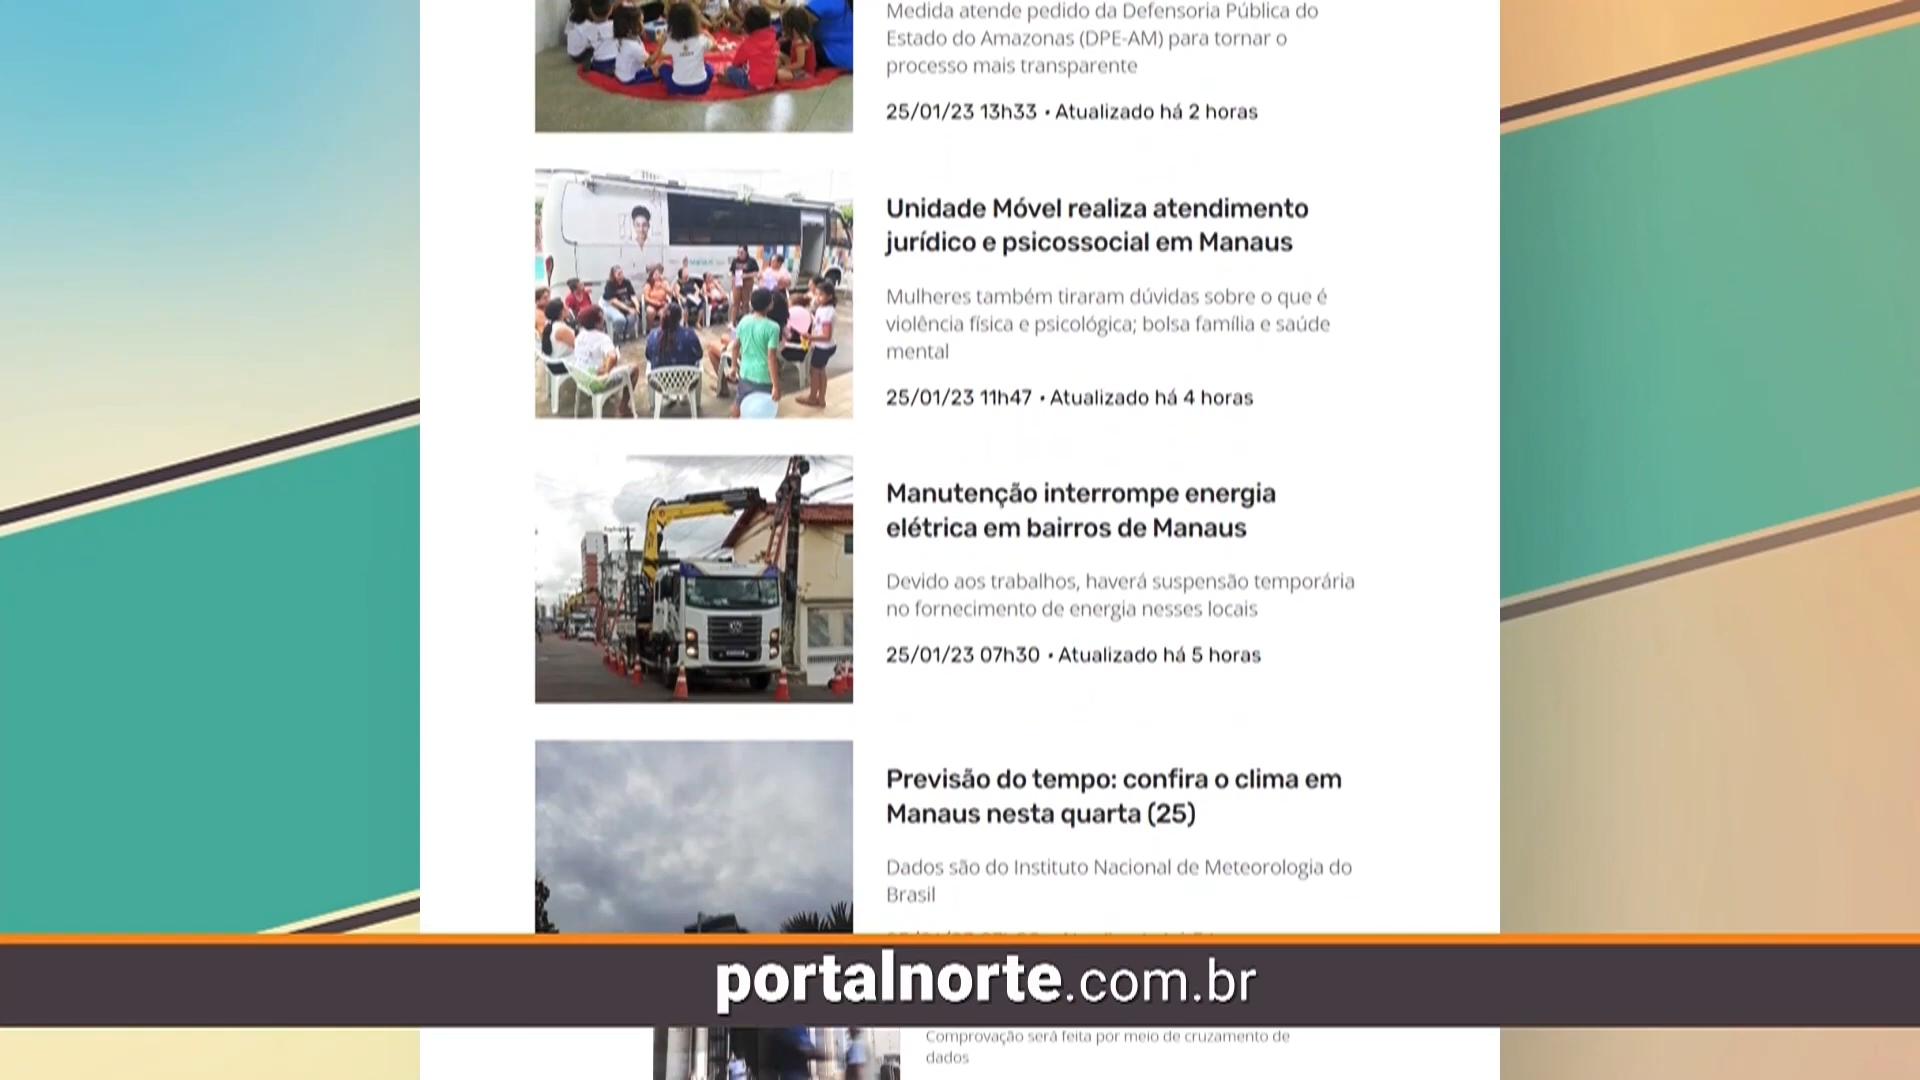 Medida atende pedido da Defensoria Pública do
Estado do Amazonas (DPE-AM) para tornar o
processo mais transparente
25/01/23 13h33 • Atualizado há 2 horas
Unidade Móvel realiza atendimento
jurídico e psicossocial em Manaus
Mulheres também tiraram dúvidas sobre o que é
violência física e psicológica; bolsa família e saúde
mental
25/01/23 11h47 • Atualizado há 4 horas
Manutenção interrompe energia
elétrica em bairros de Manaus
Devido aos trabalhos, haverá suspensão temporária
no fornecimento de energia nesses locais
25/01/23 07h30 • Atualizado há 5 horas
Previsão do tempo: confira o clima em
Manaus nesta quarta (25)
Dados são do Instituto Nacional de Meteorologia do
Brasil
portalnorte.com.br
Comprovação será feita por meio de cruzamento de
dados